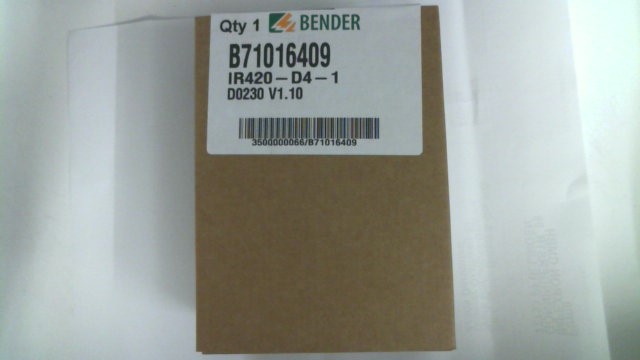 Qty 1 BENDER
B71016409
IR420-D4-1
D0230 V1.10
3500000066/B71016409